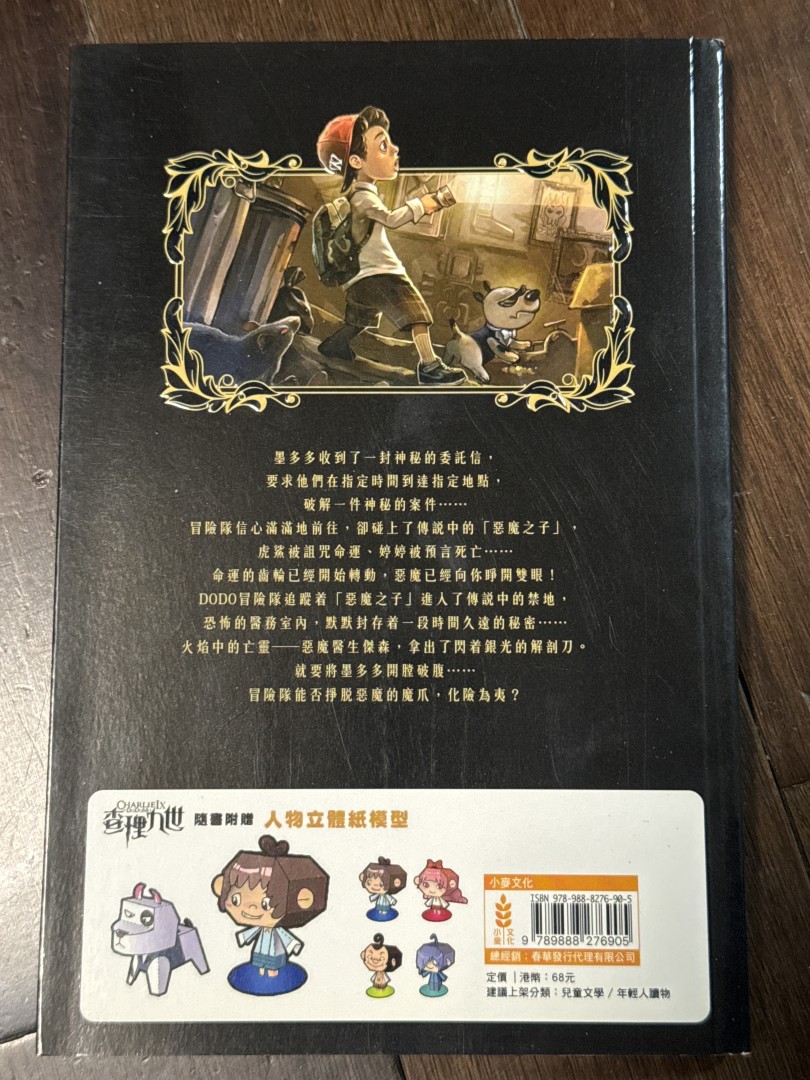 墨多多收到了一封神秘的委託信，
要求他們在指定時間到達指定地點，
破解一件神秘的案件……
冒險隊信心滿滿地前往，卻碰上了傳說中的「惡魔之子」，
虎鯊被詛咒命運、婷婷被預言死亡……
命運的齒輪已經開始轉動，惡魔已經向你睜開雙眼！
DODO冒險隊追蹤着「惡魔之子」進入了傳說中的禁地，
恐怖的醫務室內，默默封存着一段時間久遠的秘密……
火焰中的亡靈──惡魔醫生傑森，拿出了閃着銀光的解剖刀。
就要將墨多多開膛破腹……
冒險隊能否掙脱惡魔的魔爪，化險為夷？
CHARLIE IX
查理九世 隨書附贈 人物立體紙模型
小麥文化
ISBN 978-988-8276-90-5
小麥文化
9 789888 276905
總經銷：春華發行代理有限公司
定價｜港幣：68元
建議上架分類：兒童文學 / 年輕人讀物